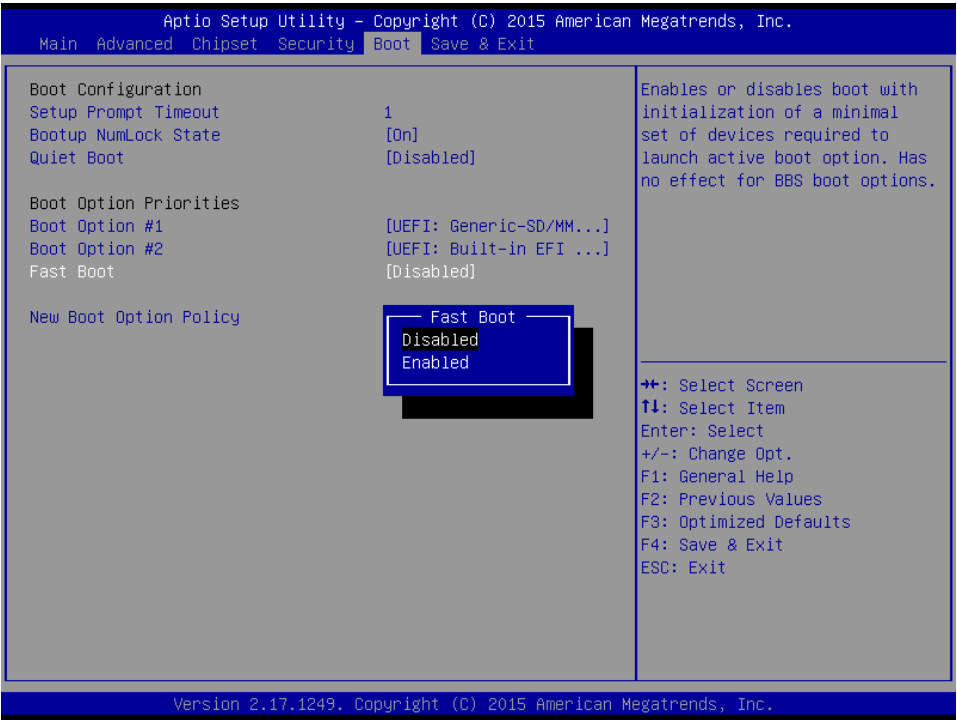 Aptio Setup Utility – Copyright (C) 2015 American Megatrends, Inc.
Main Advanced Chipset Security Boot Save & Exit
Boot Configuration
Setup Prompt Timeout 1
Bootup NumLock State [On]
Quiet Boot [Disabled]
Boot Option Priorities
Boot Option #1 [UEFI: Generic-SD/MM...]
Boot Option #2 [UEFI: Built-in EFI ...]
Fast Boot [Disabled]
New Boot Option Policy
Fast Boot
Disabled
Enabled
Enables or disables boot with
initialization of a minimal
set of devices required to
launch active boot option. Has
no effect for BBS boot options.
→←: Select Screen
↑↓: Select Item
Enter: Select
+/-: Change Opt.
F1: General Help
F2: Previous Values
F3: Optimized Defaults
F4: Save & Exit
ESC: Exit
Version 2.17.1249. Copyright (C) 2015 American Megatrends, Inc.